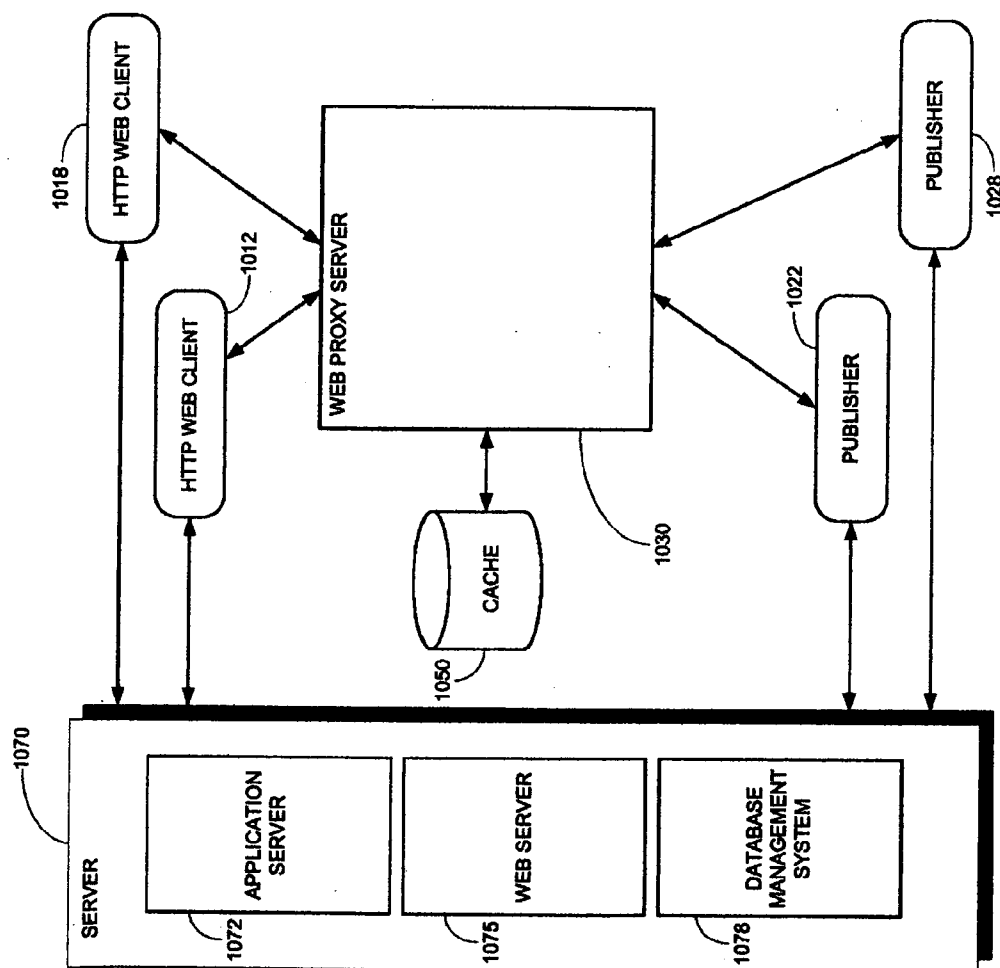 SERVER
1070
DATABASE
MANAGEMENT
SYSTEM
1078
WEB SERVER
1075
APPLICATION
SERVER
1072
CACHE
1050
PUBLISHER
1022
WEB PROXY SERVER
1030
HTTP WEB CLIENT
1012
PUBLISHER
1028
HTTP WEB CLIENT
1018